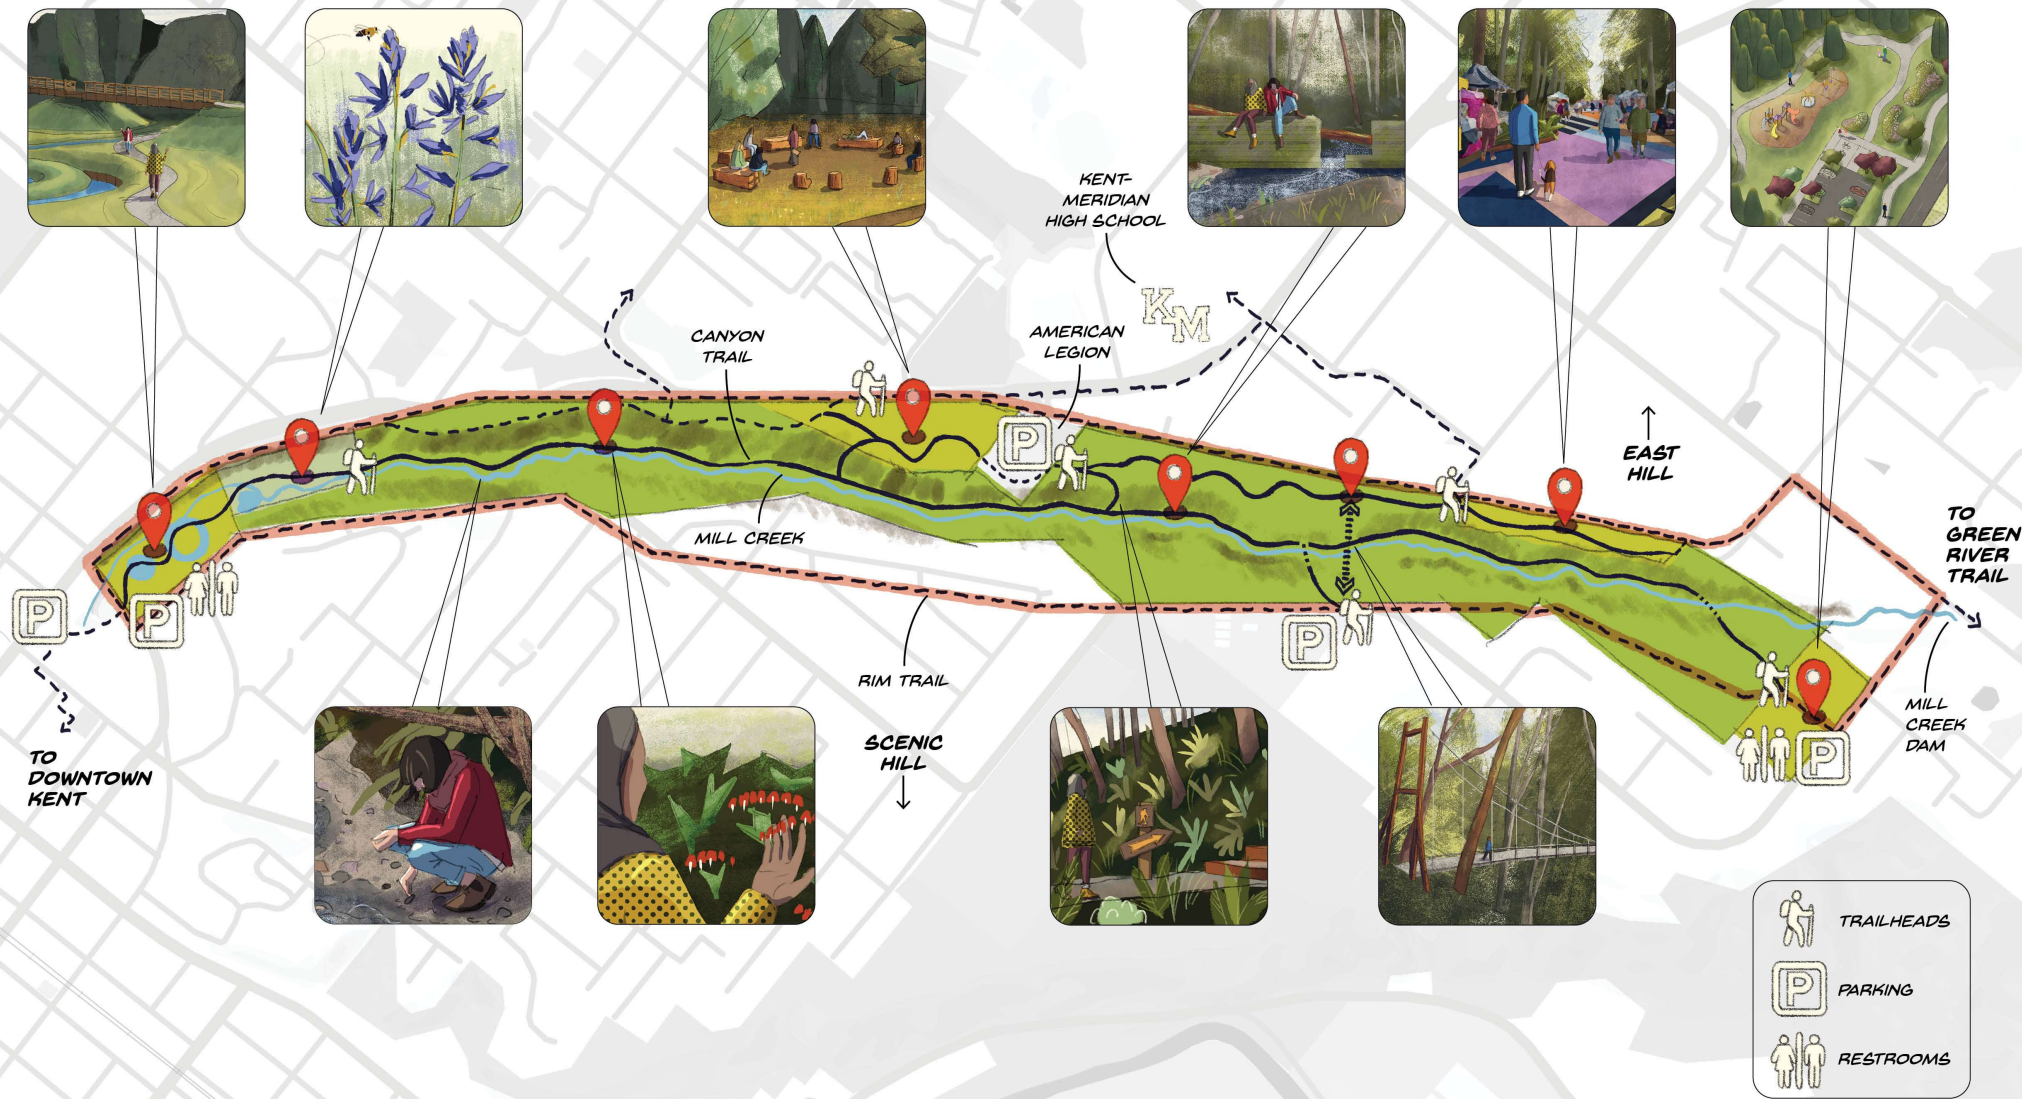 KENT-
MERIDIAN
HIGH SCHOOL
KM
CANYON
TRAIL
AMERICAN
LEGION
P
EAST
HILL
TO
GREEN
RIVER
TRAIL
MILL CREEK
P
P
P
RIM TRAIL
MILL
CREEK
DAM
P
TO
DOWNTOWN
KENT
SCENIC
HILL
TRAILHEADS
P
PARKING
RESTROOMS